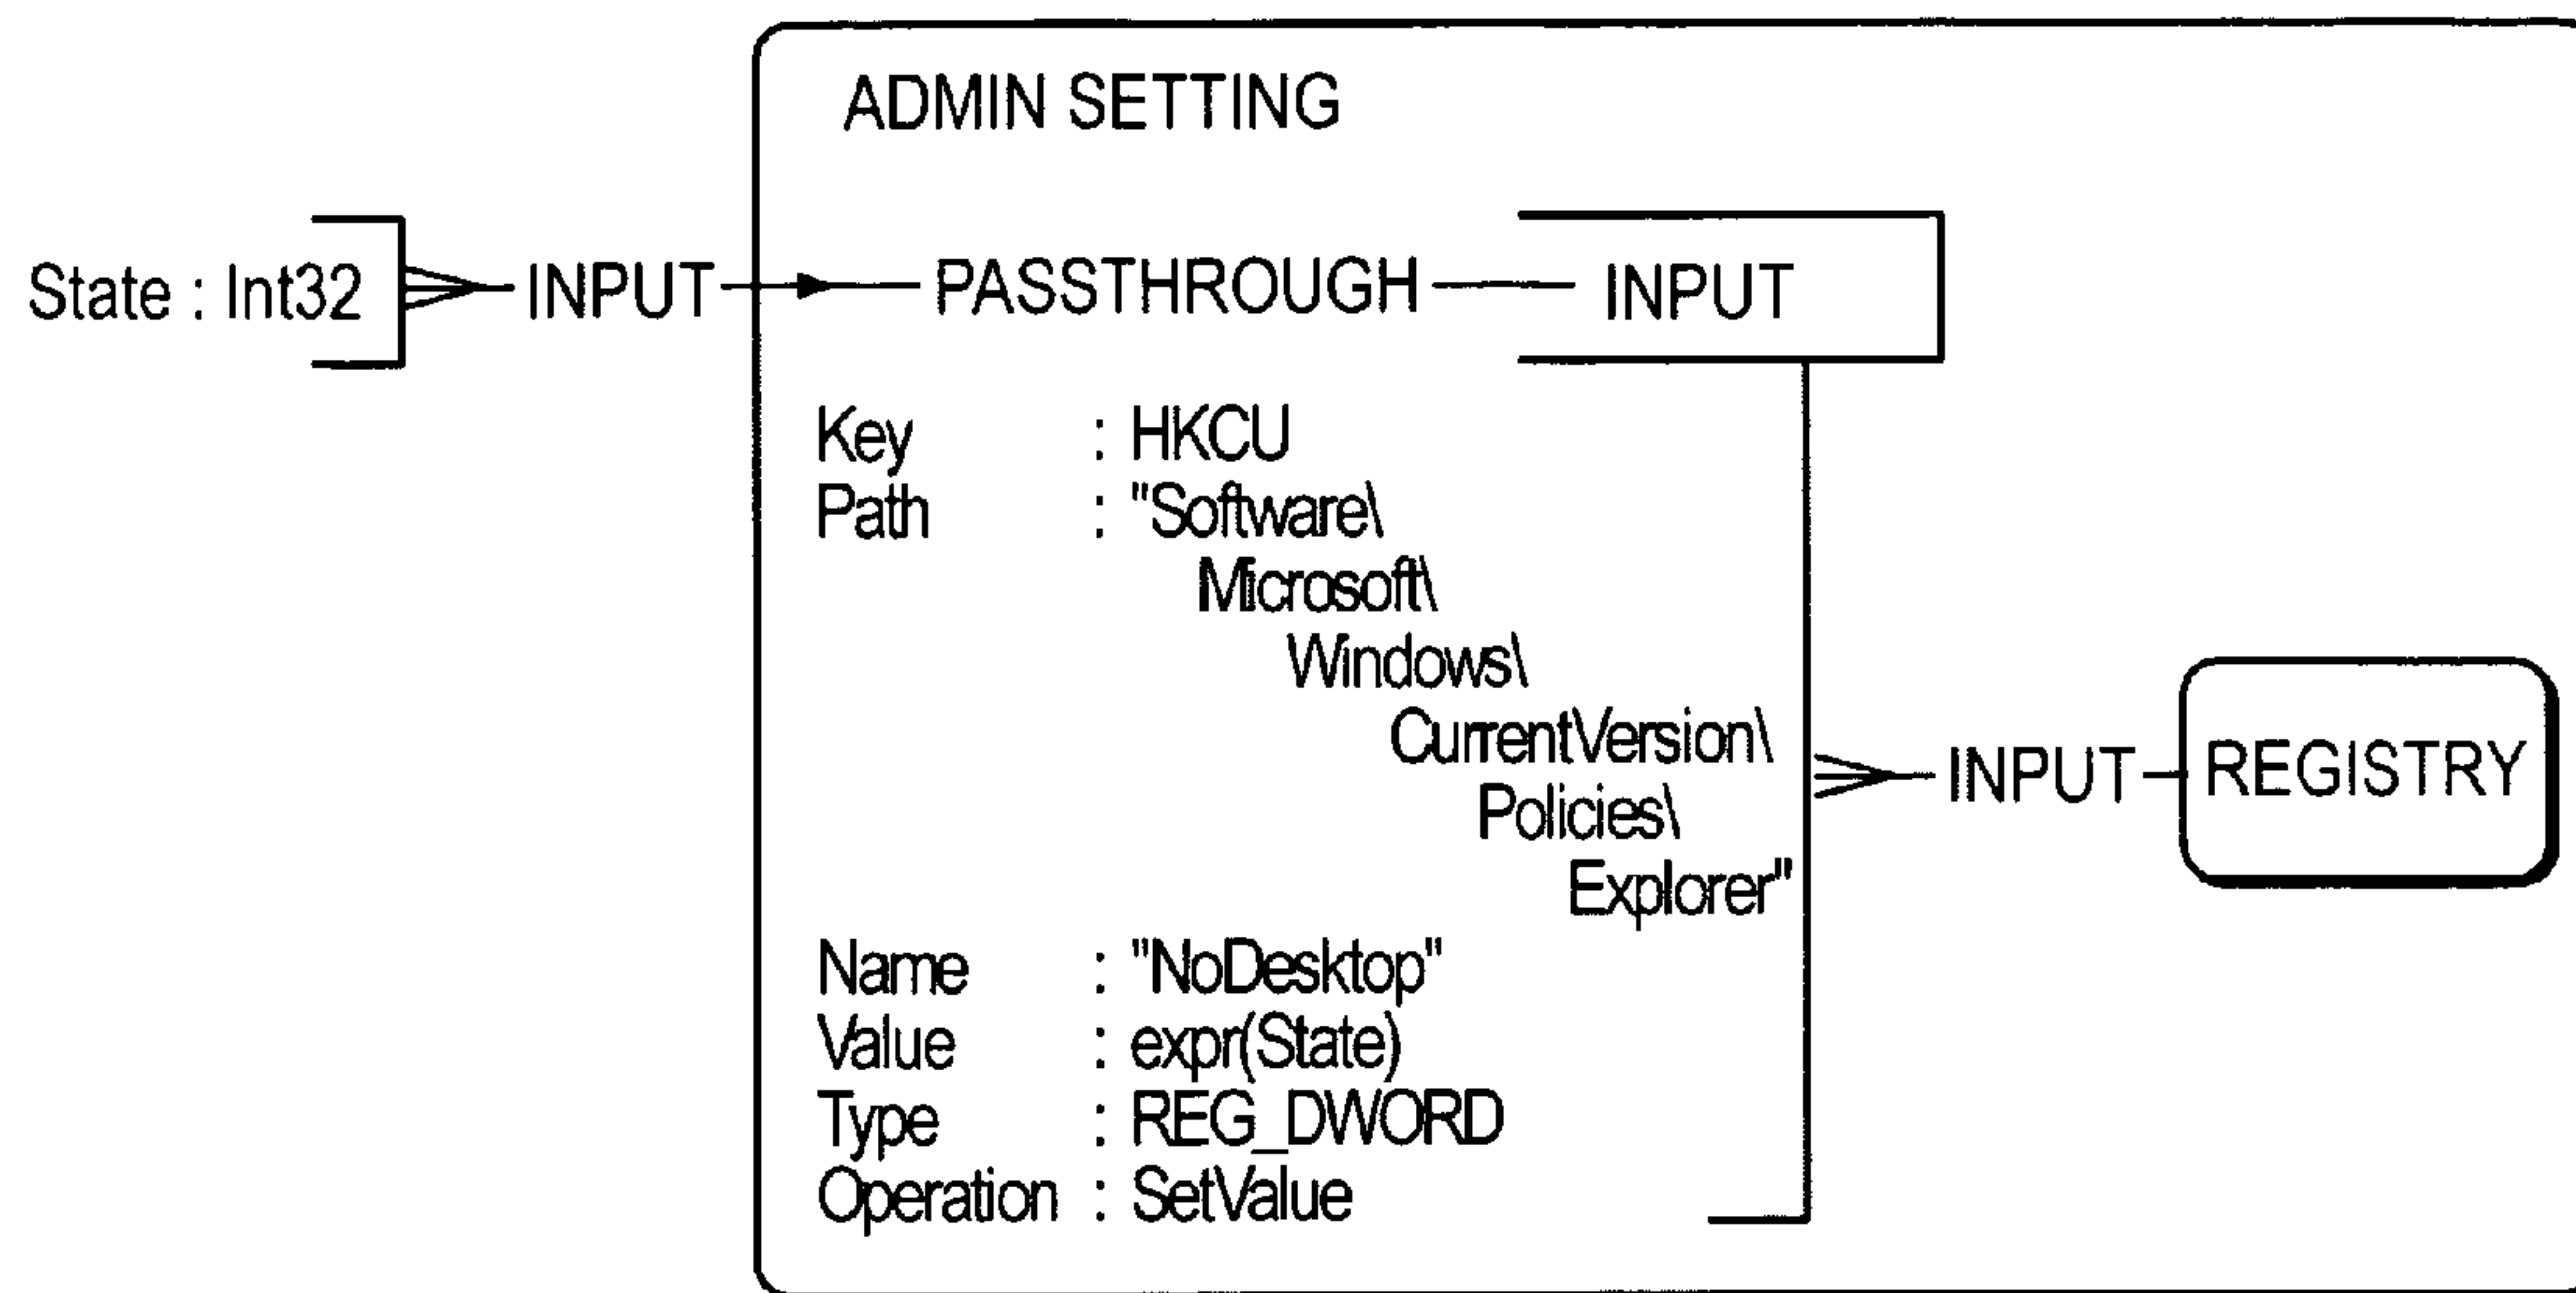 ADMIN SETTING
State : Int32 INPUT PASSTHROUGH INPUT
Key : HKCU
Path : "Software\
Microsoft\
Windows\
CurrentVersion\
Policies\
Explorer"
INPUT REGISTRY
Name : "NoDesktop"
Value : expr(State)
Type : REG_DWORD
Operation : SetValue